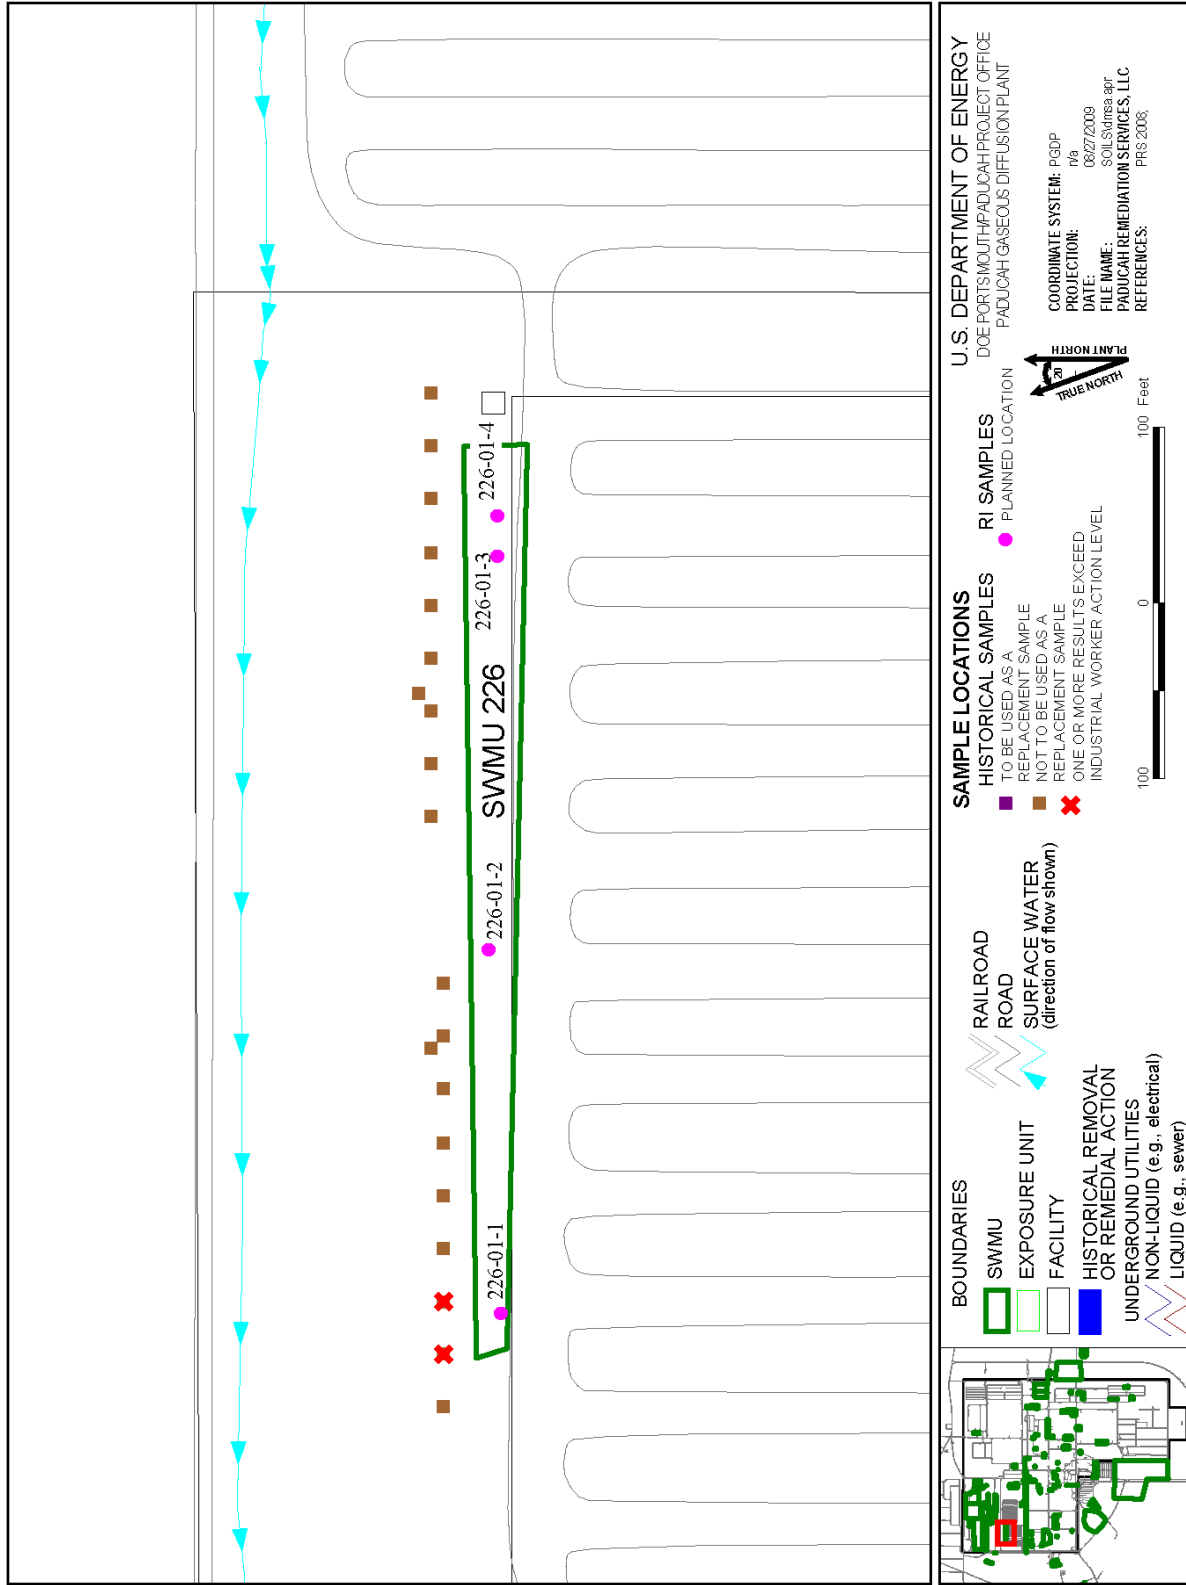 226-01-1
226-01-2
SWMU 226
226-01-3
226-01-4
BOUNDARIES
SWMU
EXPOSURE UNIT
FACILITY
HISTORICAL REMOVAL
OR REMEDIAL ACTION
UNDERGROUND UTILITIES
NON-LIQUID (e.g., electrical)
LIQUID (e.g., sewer)
RAILROAD
ROAD
SURFACE WATER
(direction of flow shown)
SAMPLE LOCATIONS
HISTORICAL SAMPLES
TO BE USED AS A
REPLACEMENT SAMPLE
NOT TO BE USED AS A
REPLACEMENT SAMPLE
ONE OR MORE RESULTS EXCEED
INDUSTRIAL WORKER ACTION LEVEL
RI SAMPLES
PLANNED LOCATION
100 0 100 Feet
U.S. DEPARTMENT OF ENERGY
DOE PORTSMOUTH/PADUCAH PROJECT OFFICE
PADUCAH GASEOUS DIFFUSION PLANT
TRUE NORTH
20
PLANT NORTH
COORDINATE SYSTEM: PGDP
PROJECTION: n/a
DATE: 08/27/2009
FILE NAME: SOILS\dmsa.apr
PADUCAH REMEDIATION SERVICES, LLC
REFERENCES: PRS 2008;